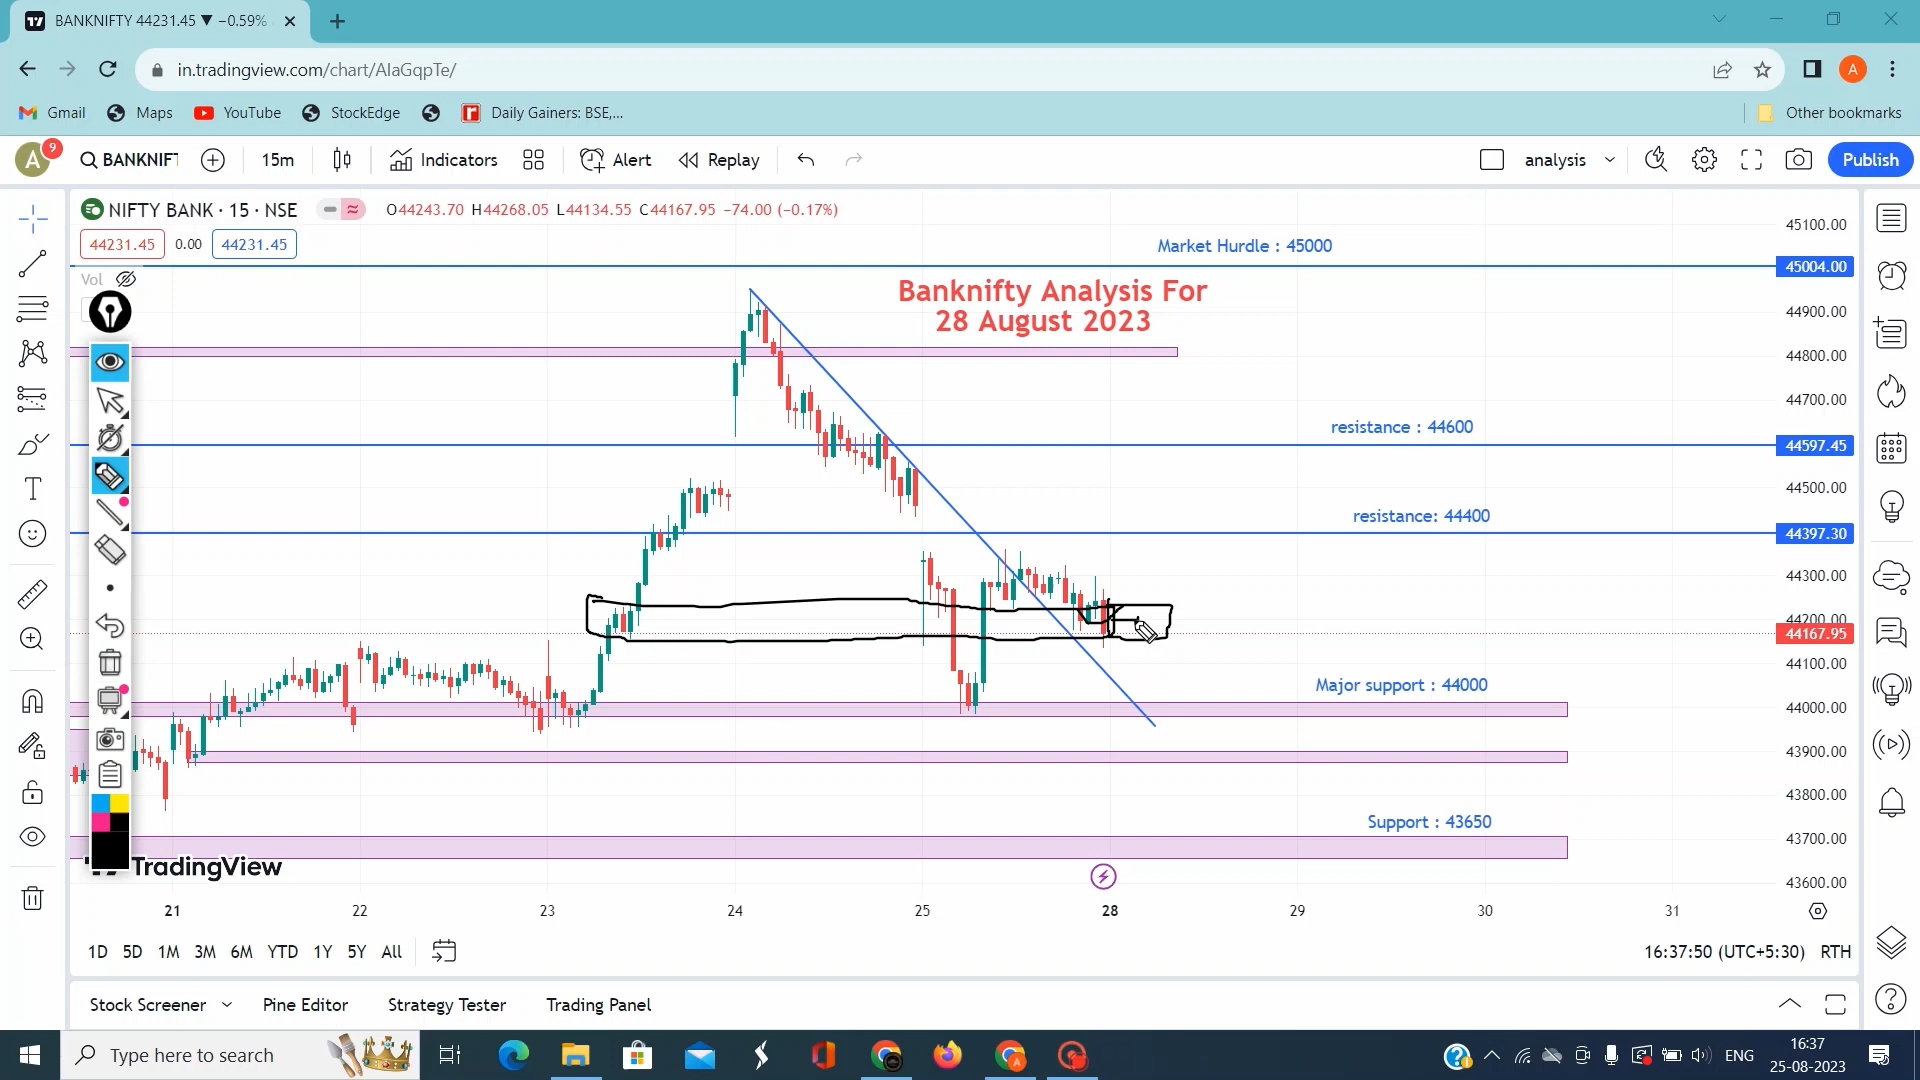 BANKNIFTY 44231.45 ▼ −0.59%
in.tradingview.com/chart/AIaGqpTe/
A
Gmail Maps YouTube StockEdge Daily Gainers: BSE,... Other bookmarks
A 9 BANKNIFT 15m Indicators Alert Replay analysis Publish
NIFTY BANK · 15 · NSE O44243.70 H44268.05 L44134.55 C44167.95 −74.00 (−0.17%)
44231.45 0.00 44231.45
Vol
Market Hurdle : 45000
Banknifty Analysis For
28 August 2023
resistance : 44600
resistance: 44400
Major support : 44000
Support : 43650
45100.00
45004.00
44900.00
44800.00
44700.00
44597.45
44500.00
44397.30
44300.00
44200.00
44167.95
44100.00
44000.00
43900.00
43800.00
43700.00
43600.00
TradingView
21 22 23 24 25 28 29 30 31
1D 5D 1M 3M 6M YTD 1Y 5Y All 16:37:50 (UTC+5:30) RTH
Stock Screener Pine Editor Strategy Tester Trading Panel
Type here to search
ENG
16:37
25-08-2023